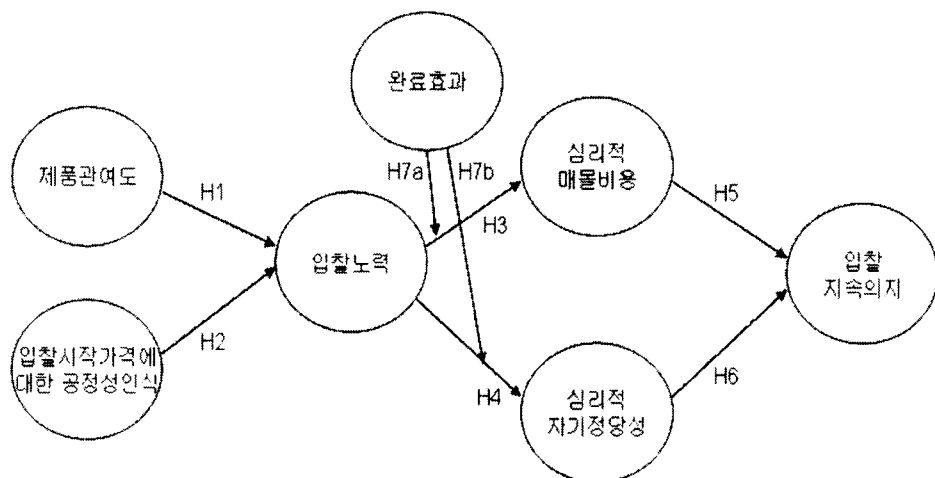 완료효과
제품관여도
H1
H7a
H7b
심리적
매몰비용
H3
H5
입찰노력
입찰
지속의지
입찰시작가격에
대한 공정성인식
H2
H4
심리적
자기정당성
H6